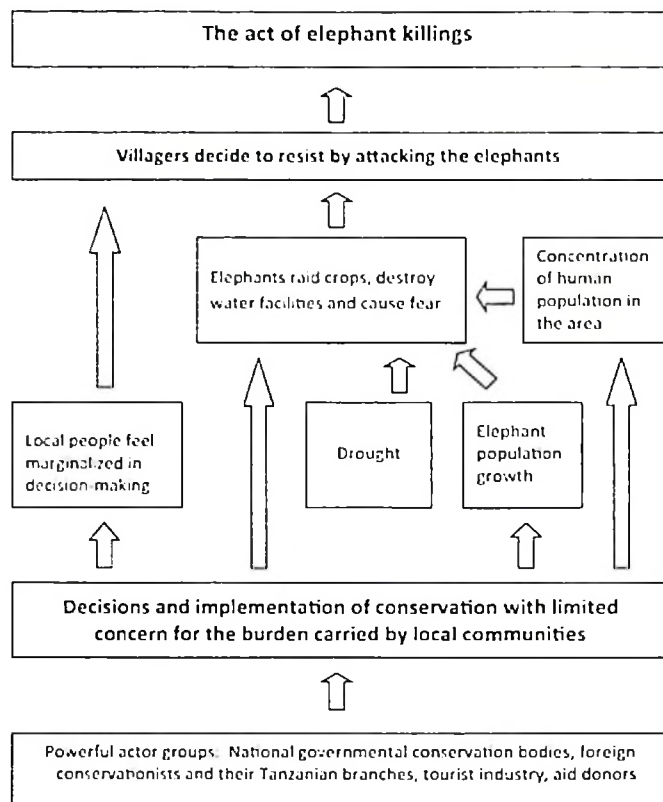 The act of elephant killings
Villagers decide to resist by attacking the elephants
Elephants raid crops, destroy
water facilities and cause fear
Concentration
of human
population in
the area
Local people feel
marginalized in
decision-making
Drought
Elephant
population
growth
Decisions and implementation of conservation with limited
concern for the burden carried by local communities
Powerful actor groups: National governmental conservation bodies, foreign
conservationists and their Tanzanian branches, tourist industry, aid donors